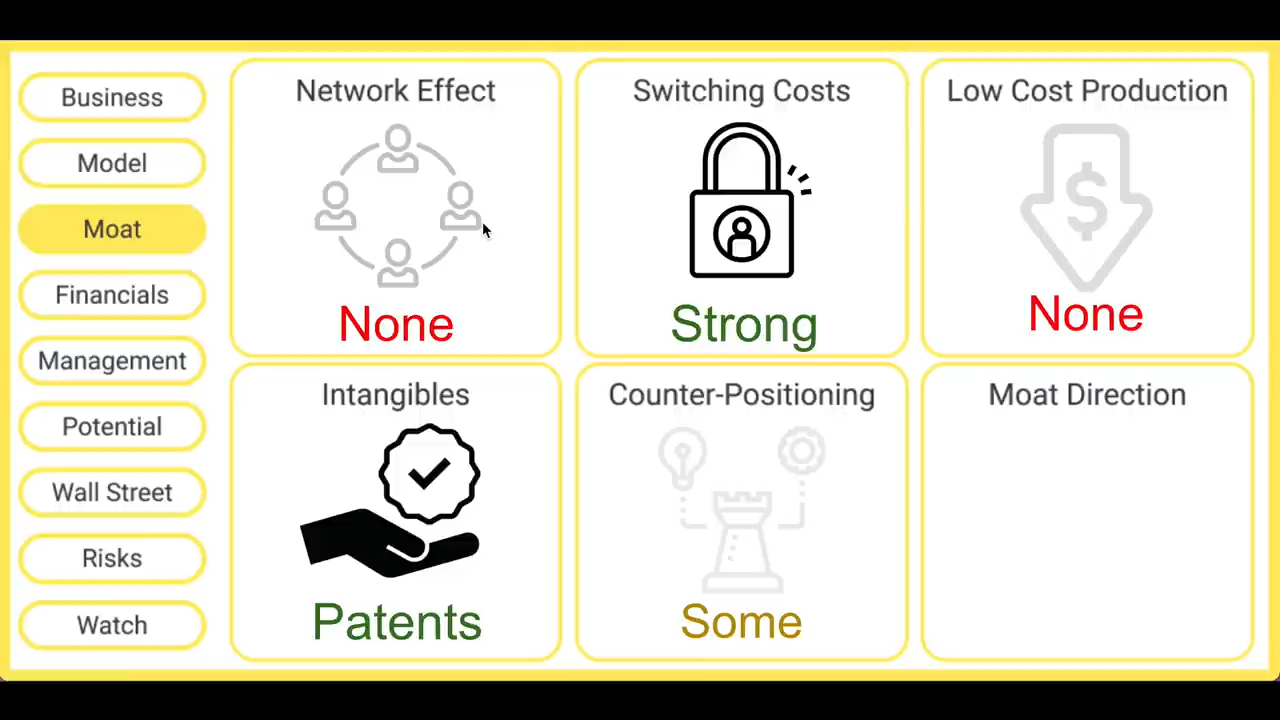 Business
Model
Moat
Financials
Management
Potential
Wall Street
Risks
Watch
Network Effect
None
Switching Costs
Strong
Low Cost Production
$
None
Intangibles
Patents
Counter-Positioning
Some
Moat Direction